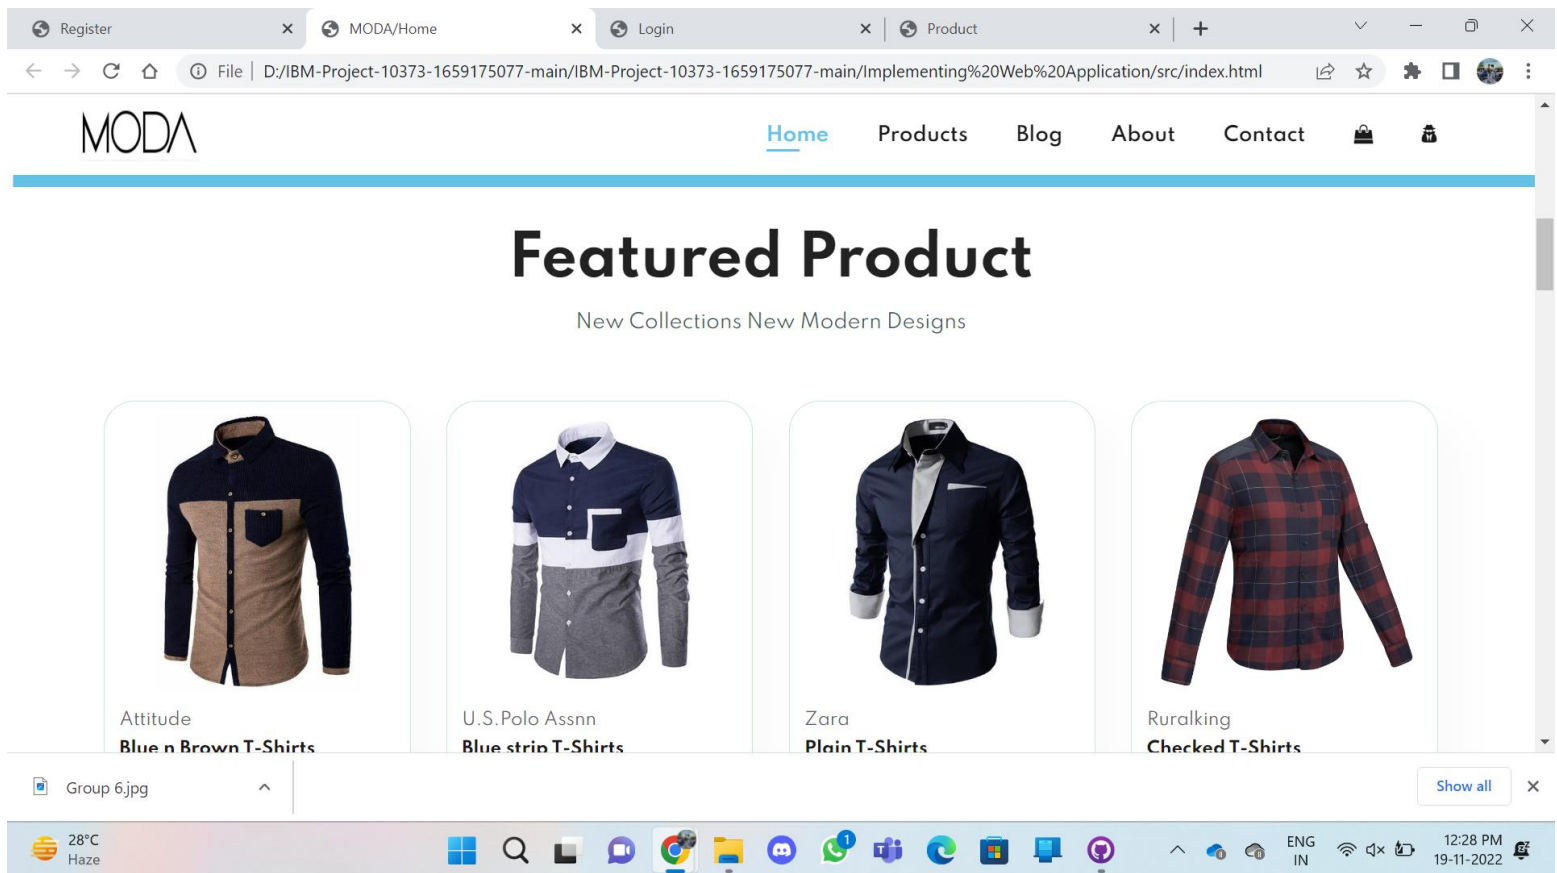 Register
MODA/Home
Login
Product
File
D:/IBM-Project-10373-1659175077-main/IBM-Project-10373-1659175077-main/Implementing%20Web%20Application/src/index.html
MODA
Home Products Blog About Contact
Featured Product
New Collections New Modern Designs
Attitude
Blue n Brown T-Shirts
U.S.Polo Assnn
Blue strip T-Shirts
Zara
Plain T-Shirts
Ruralking
Checked T-Shirts
Group 6.jpg
Show all
28°C
Haze
1
ENG
IN
12:28 PM
19-11-2022